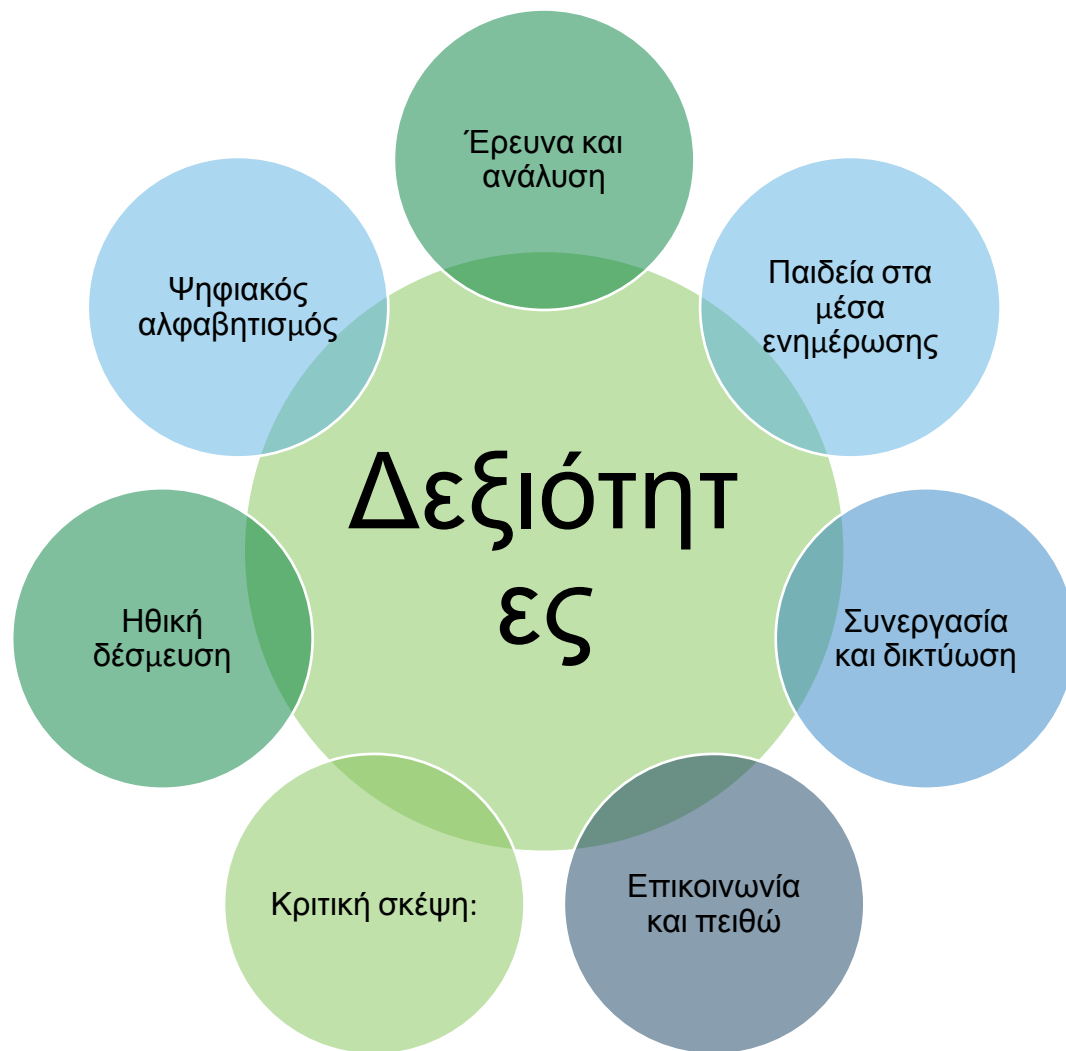 Έρευνα και
ανάλυση
Παιδεία στα
μέσα
ενημέρωσης
Συνεργασία
και δικτύωση
Επικοινωνία
και πειθώ
Κριτική σκέψη:
Ηθική
δέσμευση
Ψηφιακός
αλφαβητισμός
Δεξιότητ
ες